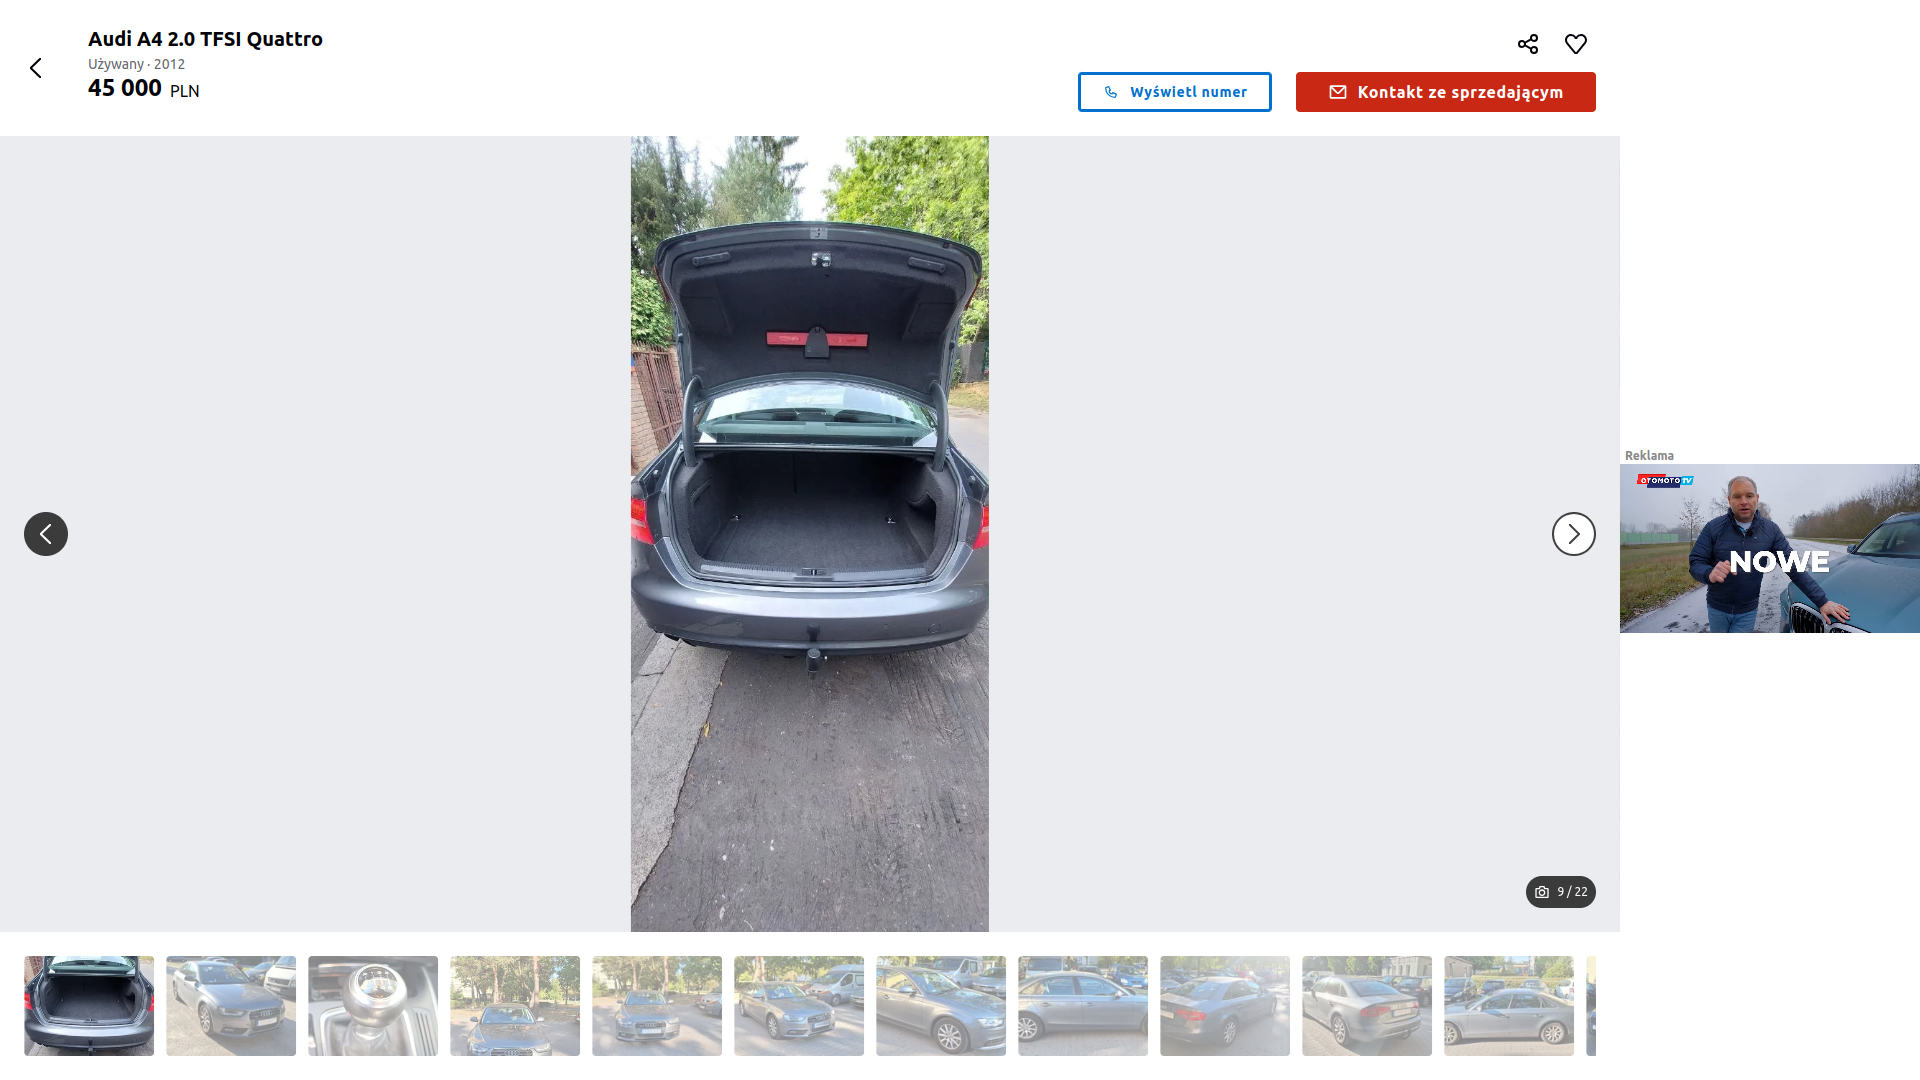 Audi A4 2.0 TFSI Quattro
Używany · 2012
45 000 PLN
Wyświetl numer
Kontakt ze sprzedającym
Reklama
OTOMOTO TV
NOWE
9 / 22